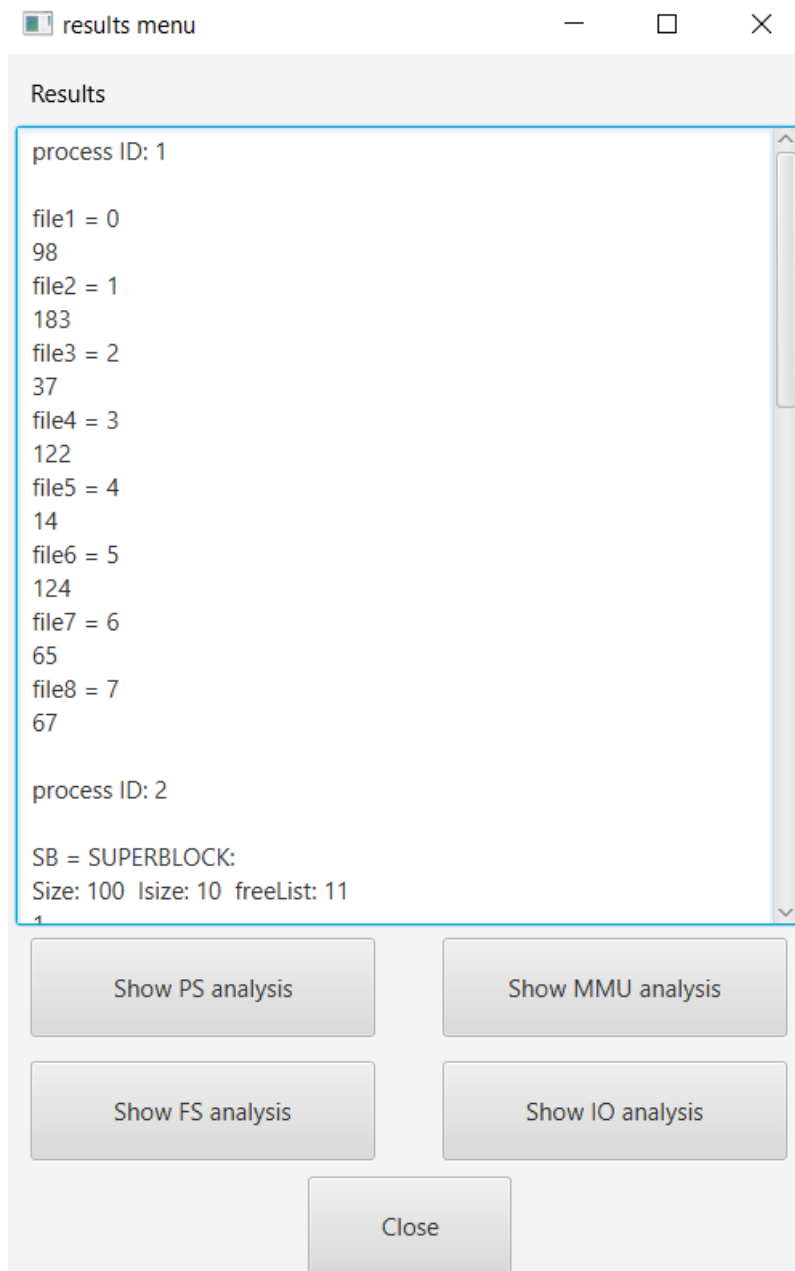 results menu
Results
process ID: 1
file1 = 0
98
file2 = 1
183
file3 = 2
37
file4 = 3
122
file5 = 4
14
file6 = 5
124
file7 = 6
65
file8 = 7
67
process ID: 2
SB = SUPERBLOCK:
Size: 100 Isize: 10 freeList: 11
Show PS analysis
Show MMU analysis
Show FS analysis
Show IO analysis
Close